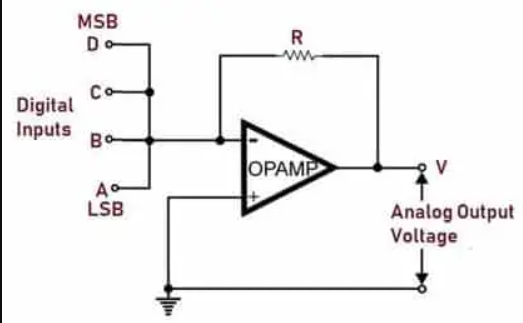 MSB
D
C
Digital
Inputs
B
A
LSB
R
-
OPAMP
+
V
Analog Output
Voltage